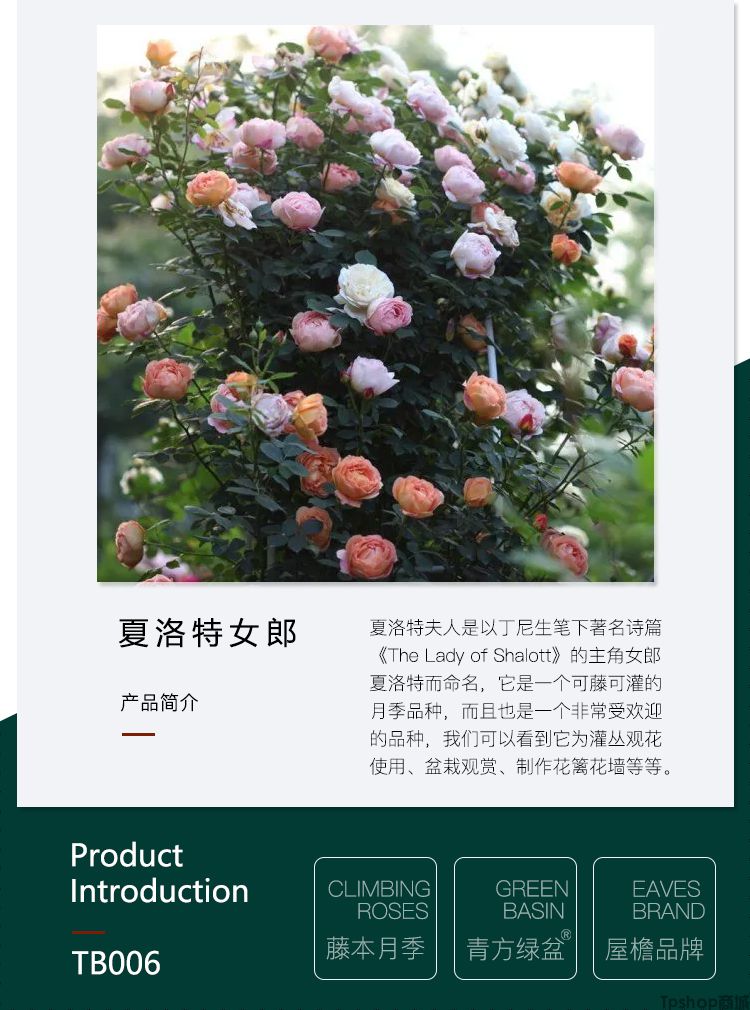 夏洛特女郎
产品简介
夏洛特夫人是以丁尼生笔下著名诗篇
《The Lady of Shalott》的主角女郎
夏洛特而命名，它是一个可藤可灌的
月季品种，而且也是一个非常受欢迎
的品种，我们可以看到它为灌丛观花
使用、盆栽观赏、制作花篱花墙等等。
Product
Introduction
TB006
CLIMBING
ROSES
藤本月季
GREEN
BASIN
青方绿盆®
EAVES
BRAND
屋檐品牌
Tpshop商城